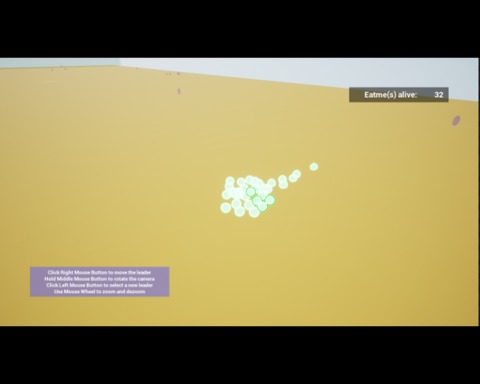 Eatme(s) alive: 32
Click Right Mouse Button to move the leader
Hold Middle Mouse Button to rotate the camera
Click Left Mouse Button to select a new leader
Use Mouse Wheel to zoom and dezoom